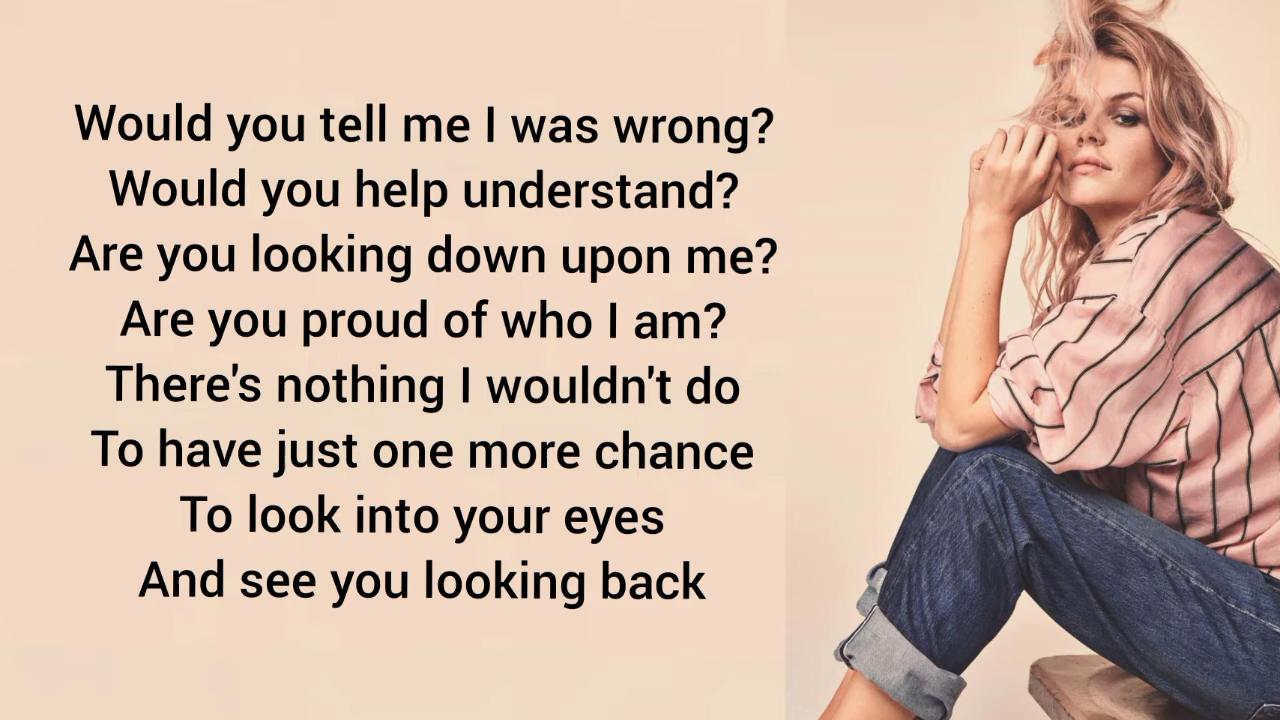 Would you tell me I was wrong?
Would you help understand?
Are you looking down upon me?
Are you proud of who I am?
There's nothing I wouldn't do
To have just one more chance
To look into your eyes
And see you looking back